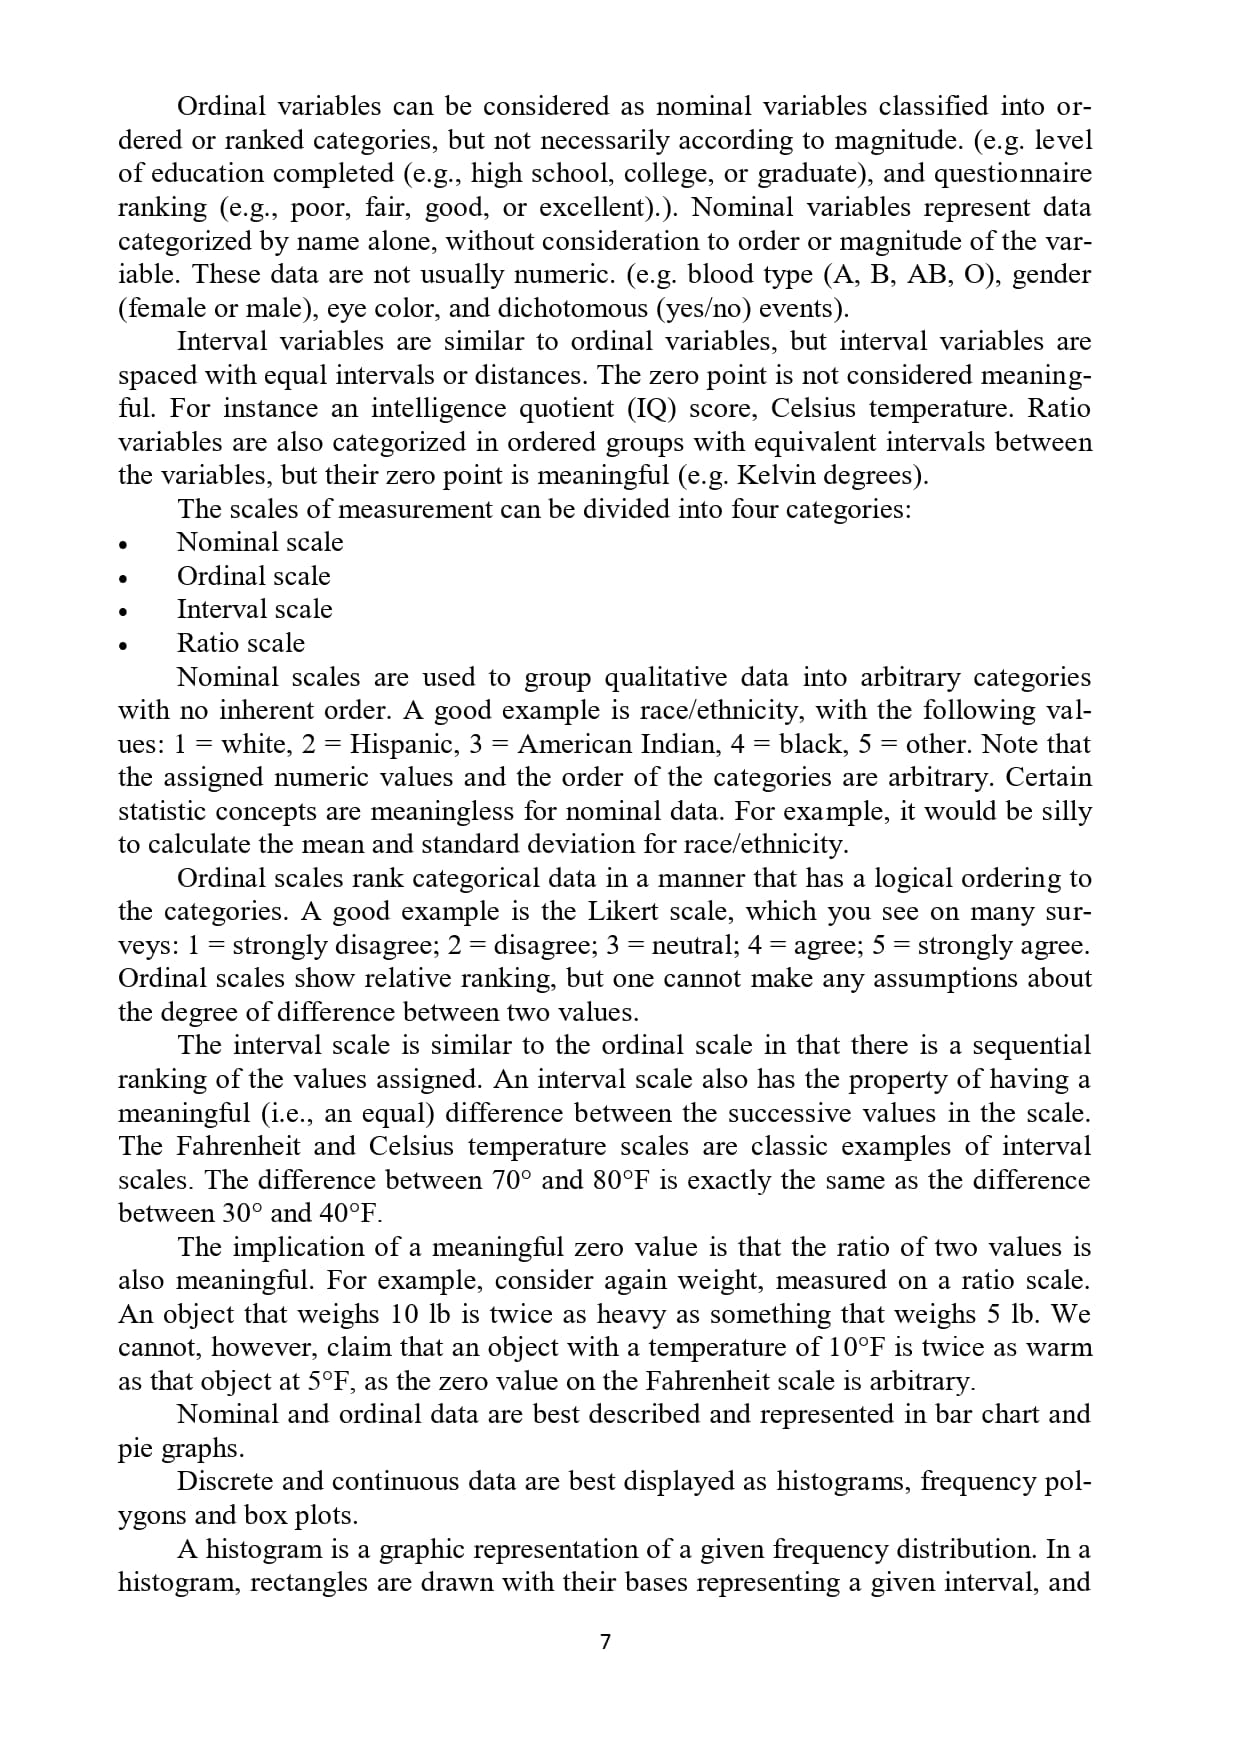 Ordinal variables can be considered as nominal variables classified into or-
dered or ranked categories, but not necessarily according to magnitude. (e.g. level
of education completed (e.g., high school, college, or graduate), and questionnaire
ranking (e.g., poor, fair, good, or excellent).). Nominal variables represent data
categorized by name alone, without consideration to order or magnitude of the var-
iable. These data are not usually numeric. (e.g. blood type (A, B, AB, O), gender
(female or male), eye color, and dichotomous (yes/no) events).
Interval variables are similar to ordinal variables, but interval variables are
spaced with equal intervals or distances. The zero point is not considered meaning-
ful. For instance an intelligence quotient (IQ) score, Celsius temperature. Ratio
variables are also categorized in ordered groups with equivalent intervals between
the variables, but their zero point is meaningful (e.g. Kelvin degrees).
The scales of measurement can be divided into four categories:
• Nominal scale
• Ordinal scale
• Interval scale
• Ratio scale
Nominal scales are used to group qualitative data into arbitrary categories
with no inherent order. A good example is race/ethnicity, with the following val-
ues: 1 = white, 2 = Hispanic, 3 = American Indian, 4 = black, 5 = other. Note that
the assigned numeric values and the order of the categories are arbitrary. Certain
statistic concepts are meaningless for nominal data. For example, it would be silly
to calculate the mean and standard deviation for race/ethnicity.
Ordinal scales rank categorical data in a manner that has a logical ordering to
the categories. A good example is the Likert scale, which you see on many sur-
veys: 1 = strongly disagree; 2 = disagree; 3 = neutral; 4 = agree; 5 = strongly agree.
Ordinal scales show relative ranking, but one cannot make any assumptions about
the degree of difference between two values.
The interval scale is similar to the ordinal scale in that there is a sequential
ranking of the values assigned. An interval scale also has the property of having a
meaningful (i.e., an equal) difference between the successive values in the scale.
The Fahrenheit and Celsius temperature scales are classic examples of interval
scales. The difference between 70° and 80°F is exactly the same as the difference
between 30° and 40°F.
The implication of a meaningful zero value is that the ratio of two values is
also meaningful. For example, consider again weight, measured on a ratio scale.
An object that weighs 10 lb is twice as heavy as something that weighs 5 lb. We
cannot, however, claim that an object with a temperature of 10°F is twice as warm
as that object at 5°F, as the zero value on the Fahrenheit scale is arbitrary.
Nominal and ordinal data are best described and represented in bar chart and
pie graphs.
Discrete and continuous data are best displayed as histograms, frequency pol-
ygons and box plots.
A histogram is a graphic representation of a given frequency distribution. In a
histogram, rectangles are drawn with their bases representing a given interval, and
7